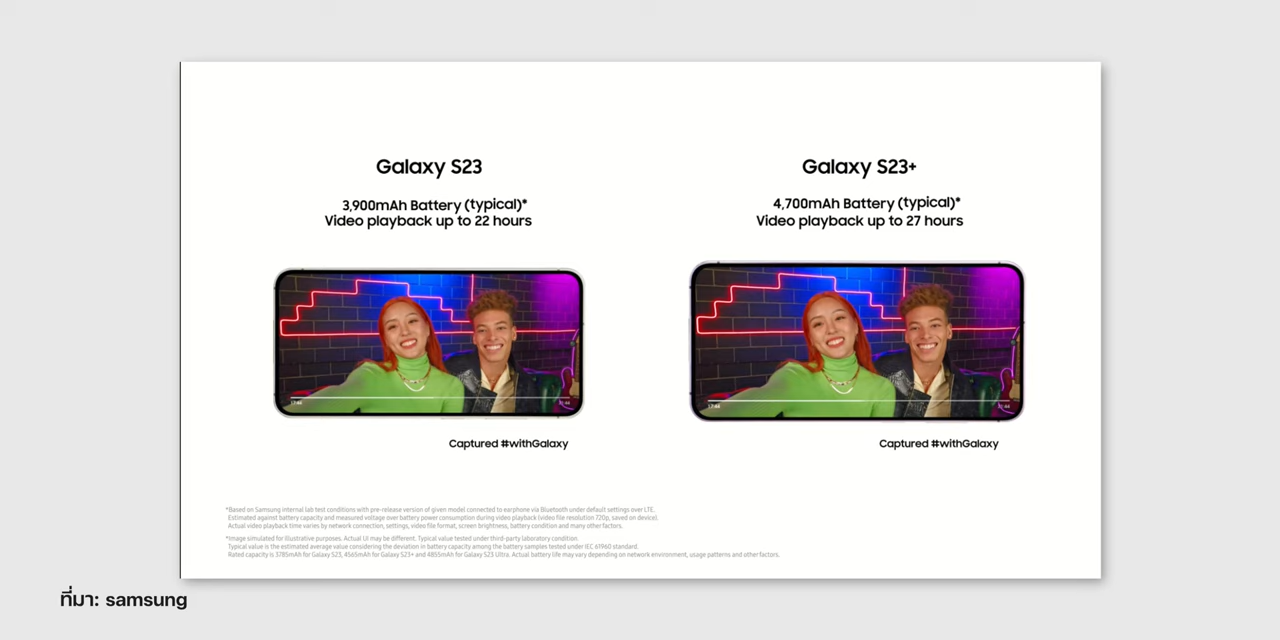 Galaxy S23
3,900mAh Battery (typical)*
Video playback up to 22 hours
Captured #withGalaxy
Galaxy S23+
4,700mAh Battery (typical)*
Video playback up to 27 hours
Captured #withGalaxy
*Based on Samsung internal lab test conditions with pre-release version of given model connected to earphone via Bluetooth under default settings over LTE.
Estimated against battery capacity and measured voltage over battery power consumption during video playback (video file resolution 720p, saved on device).
Actual video playback time varies by network connection, settings, video file format, screen brightness, battery condition and many other factors.
*Image simulated for illustrative purposes. Actual UI may be different. Typical value tested under third-party laboratory condition.
Typical value is the estimated average value considering the deviation in battery capacity among the battery samples tested under IEC 61960 standard.
Rated capacity is 3785mAh for Galaxy S23, 4565mAh for Galaxy S23+ and 4855mAh for Galaxy S23 Ultra. Actual battery life may vary depending on network environment, usage patterns and other factors.
ที่มา: samsung